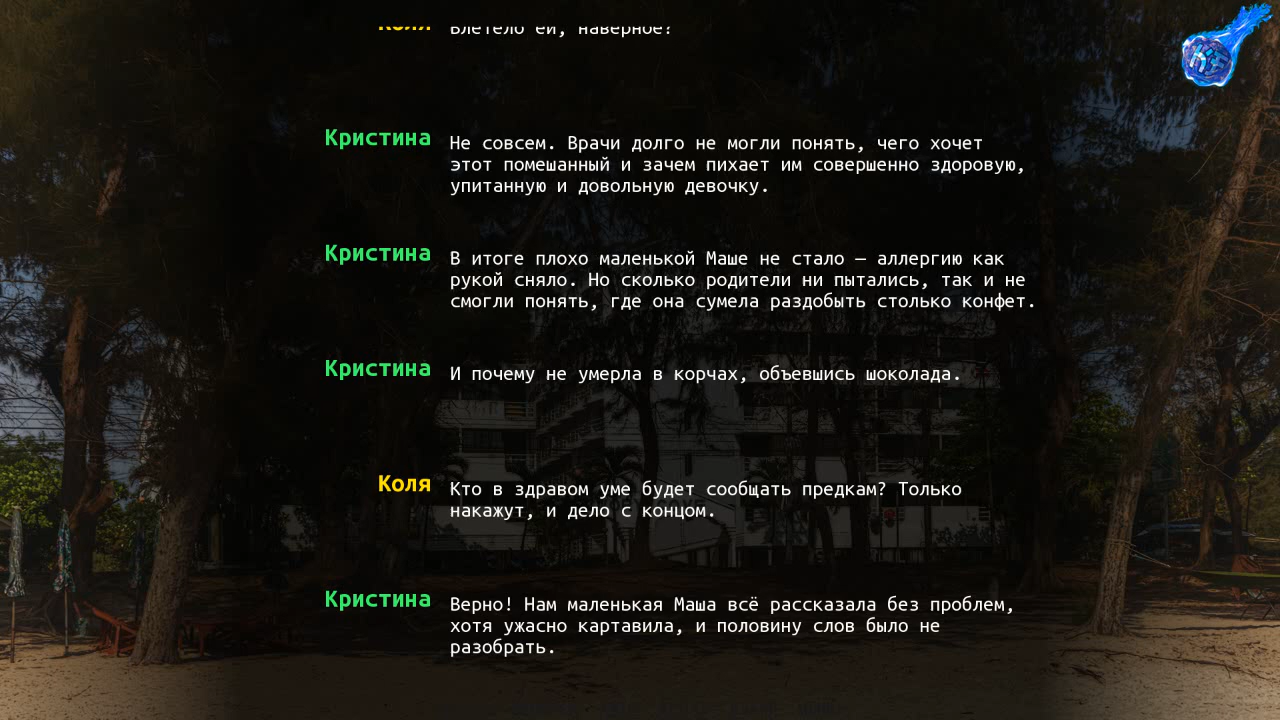 Коля Влетело ей, наверное?
Кристина Не совсем. Врачи долго не могли понять, чего хочет
этот помешанный и зачем пихает им совершенно здоровую,
упитанную и довольную девочку.
Кристина В итоге плохо маленькой Маше не стало — аллергию как
рукой сняло. Но сколько родители ни пытались, так и не
смогли понять, где она сумела раздобыть столько конфет.
Кристина И почему не умерла в корчах, объевшись шоколада.
Коля Кто в здравом уме будет сообщать предкам? Только
накажут, и дело с концом.
Кристина Верно! Нам маленькая Маша всё рассказала без проблем,
хотя ужасно картавила, и половину слов было не
разобрать.